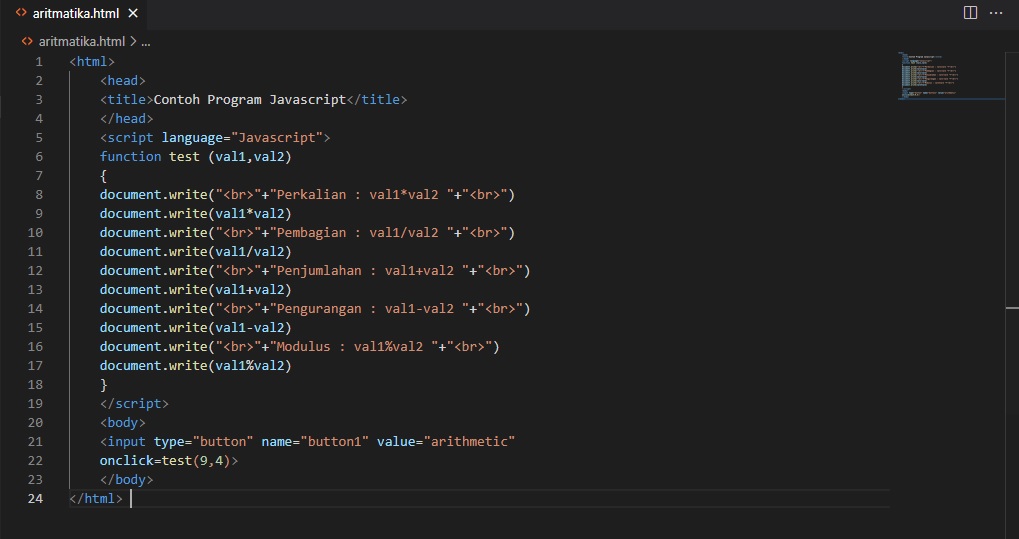 aritmatika.html
aritmatika.html > ...
1 <html>
2 <head>
3 <title>Contoh Program Javascript</title>
4 </head>
5 <script language="Javascript">
6 function test (val1,val2)
7 {
8 document.write("<br>"+"Perkalian : val1*val2 "+"<br>")
9 document.write(val1*val2)
10 document.write("<br>"+"Pembagian : val1/val2 "+"<br>")
11 document.write(val1/val2)
12 document.write("<br>"+"Penjumlahan : val1+val2 "+"<br>")
13 document.write(val1+val2)
14 document.write("<br>"+"Pengurangan : val1-val2 "+"<br>")
15 document.write(val1-val2)
16 document.write("<br>"+"Modulus : val1%val2 "+"<br>")
17 document.write(val1%val2)
18 }
19 </script>
20 <body>
21 <input type="button" name="button1" value="arithmetic"
22 onclick=test(9,4)>
23 </body>
24 </html>